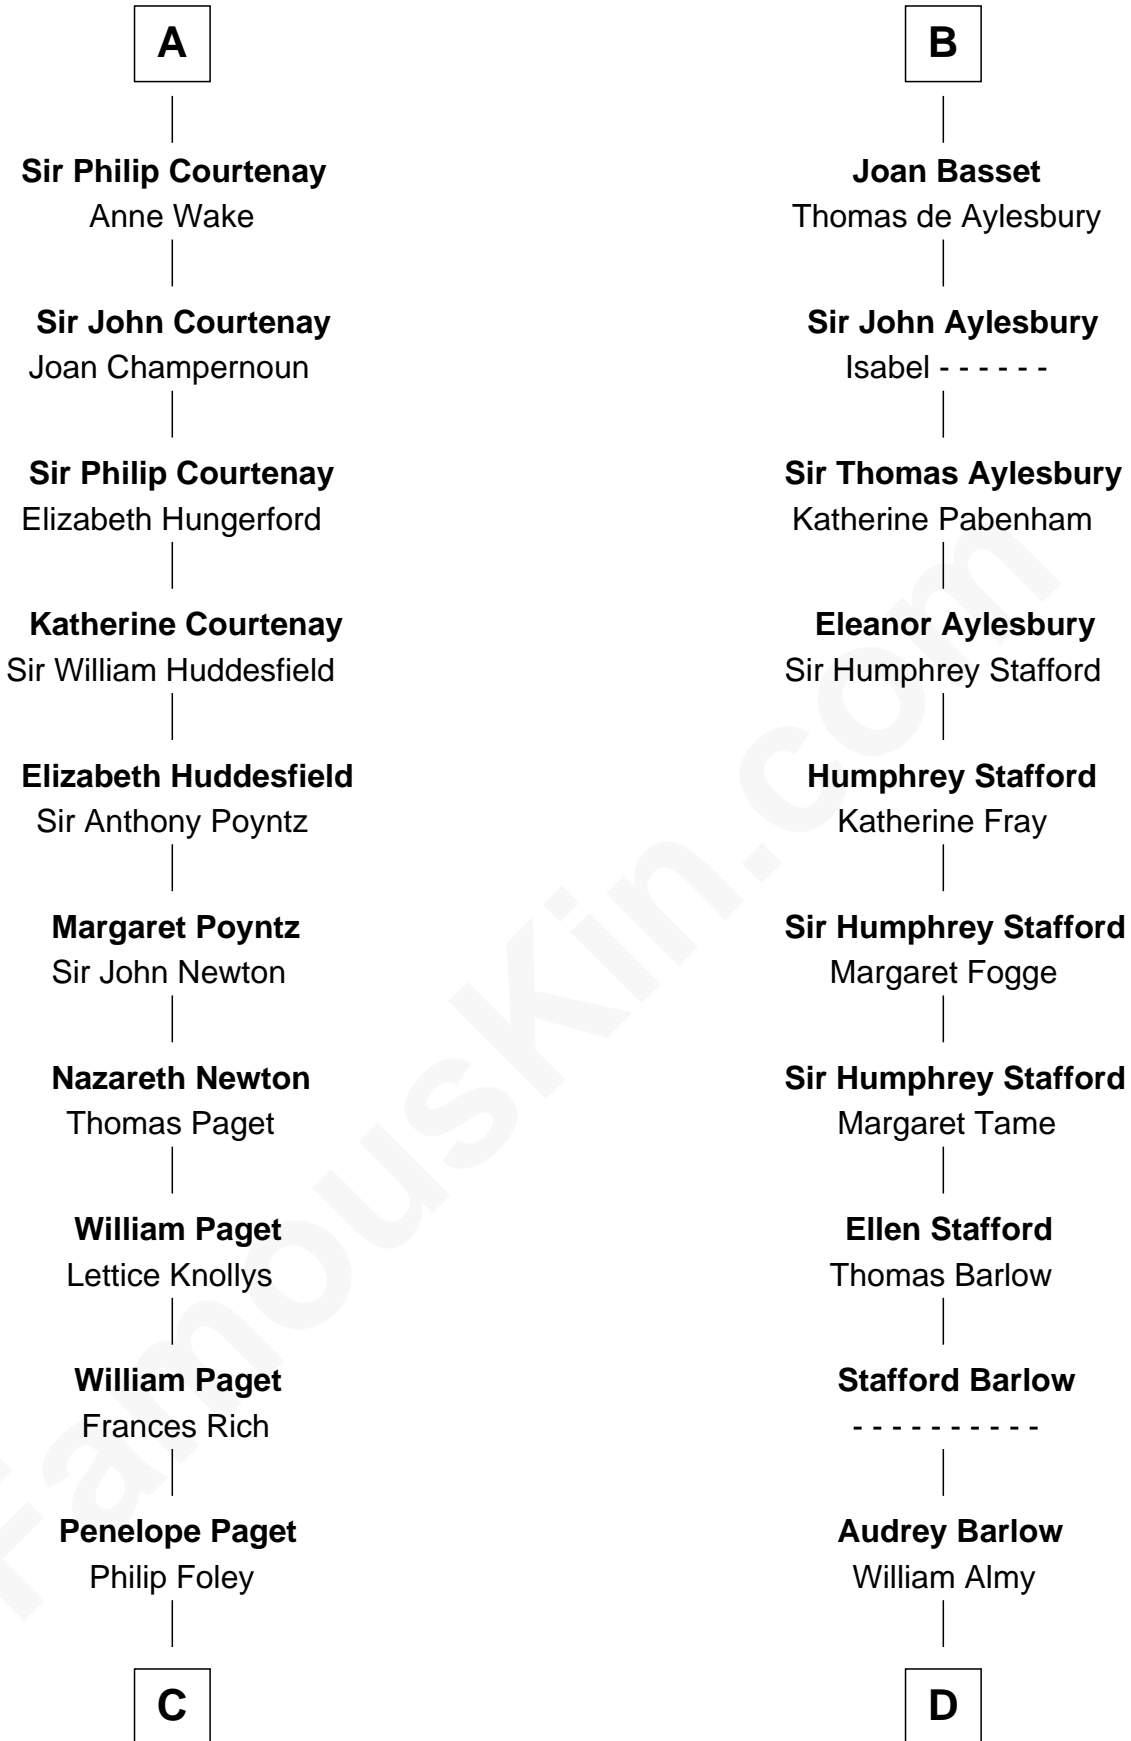 A
Sir Philip Courtenay
Anne Wake
Sir John Courtenay
Joan Champernoun
Sir Philip Courtenay
Elizabeth Hungerford
Katherine Courtenay
Sir William Huddesfield
Elizabeth Huddesfield
Sir Anthony Poyntz
Margaret Poyntz
Sir John Newton
Nazareth Newton
Thomas Paget
William Paget
Lettice Knollys
William Paget
Frances Rich
Penelope Paget
Philip Foley
C
B
Joan Basset
Thomas de Aylesbury
Sir John Aylesbury
Isabel - - - - - -
Sir Thomas Aylesbury
Katherine Pabenham
Eleanor Aylesbury
Sir Humphrey Stafford
Humphrey Stafford
Katherine Fray
Sir Humphrey Stafford
Margaret Fogge
Sir Humphrey Stafford
Margaret Tame
Ellen Stafford
Thomas Barlow
Stafford Barlow
- - - - - - - - - -
Audrey Barlow
William Almy
D
FamousKin.com